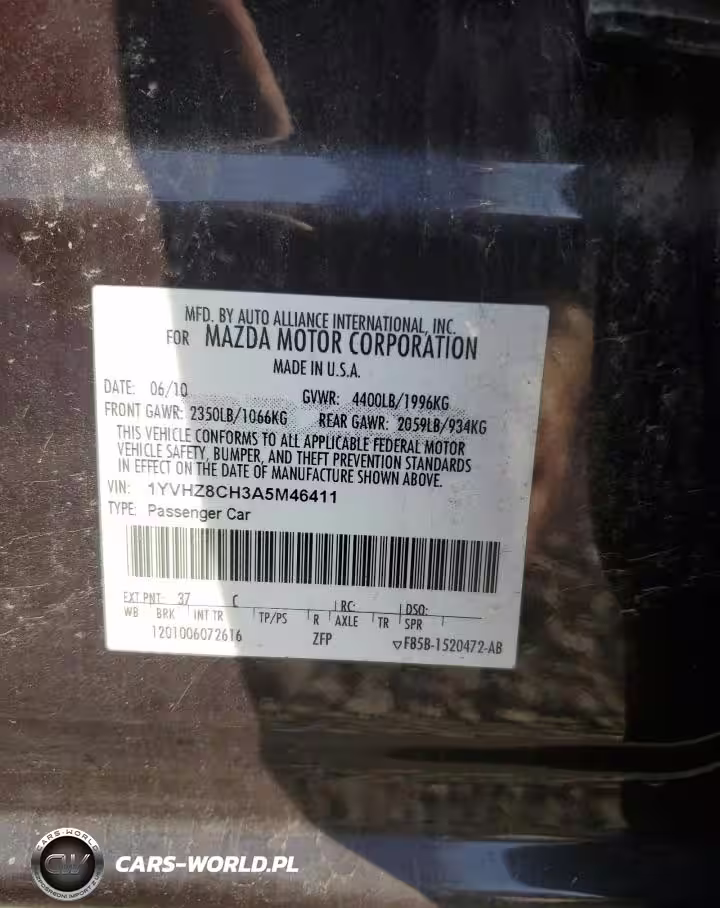 MFD. BY AUTO ALLIANCE INTERNATIONAL, INC.
FOR MAZDA MOTOR CORPORATION
MADE IN U.S.A.
DATE: 06/10 GVWR: 4400LB/1996KG
FRONT GAWR: 2350LB/1066KG REAR GAWR: 2059LB/934KG
THIS VEHICLE CONFORMS TO ALL APPLICABLE FEDERAL MOTOR
VEHICLE SAFETY, BUMPER, AND THEFT PREVENTION STANDARDS
IN EFFECT ON THE DATE OF MANUFACTURE SHOWN ABOVE.
VIN: 1YVHZ8CH3A5M46411
TYPE: Passenger Car
EXT.PNT: 37 C RC: DSO:
WB BRK INT TR TP/PS R AXLE TR SPR
1201006072616 ZFP ▽F85B-1520472-AB
CARS-WORLD
CW
CARS-WORLD.PL